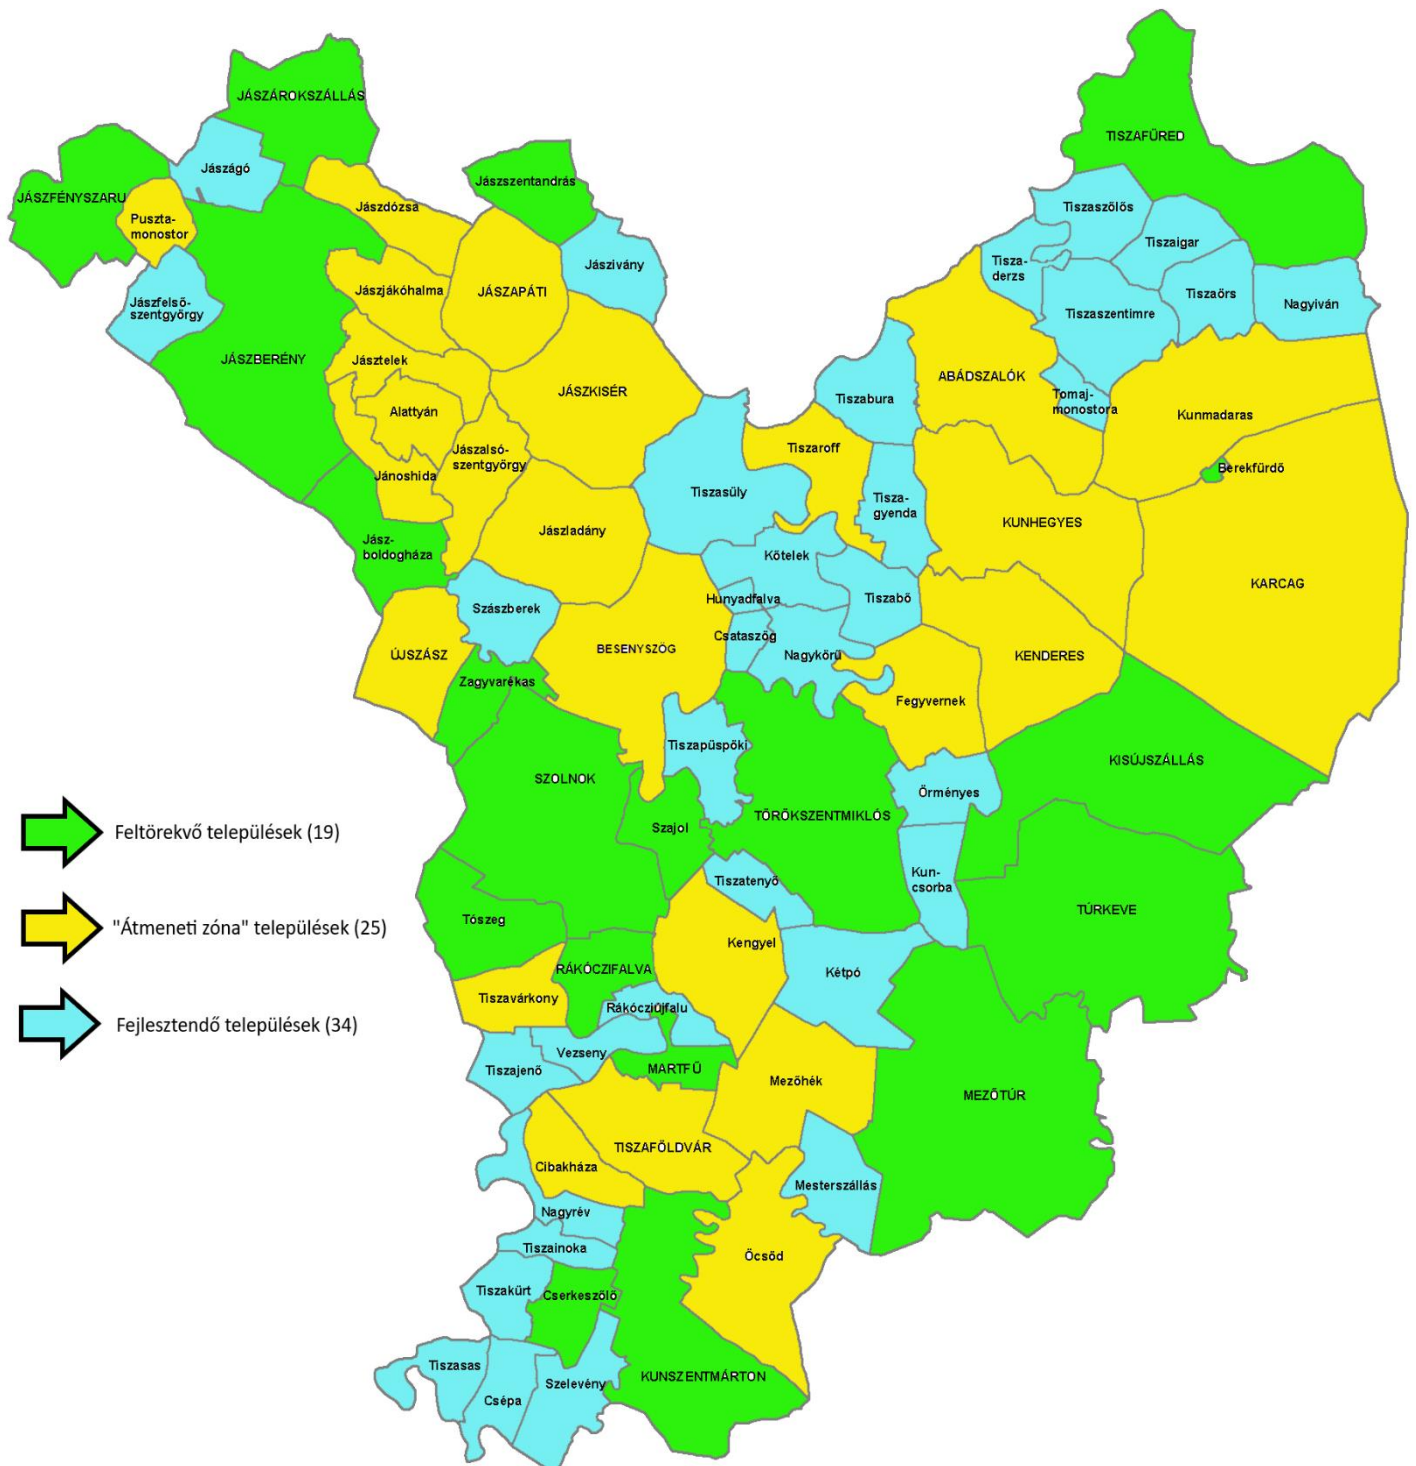 JÁSZÁROKSZÁLLÁS
TISZAFÜRED
Jászágó
Jászszentandrás
JÁSZFÉNYSZARU
Jászdózsa
Tiszaszőlős
Puszta-
monostor
Tiszaigar
Jászivány
Tisza-
derzs
JÁSZAPÁTI
Jászjákóhalma
Tiszaörs
Nagyiván
Jászfelső-
szentgyörgy
Tiszaszentimre
JÁSZBERÉNY
Jásztelek
ABÁDSZALÓK
JÁSZKISÉR
Tomaj-
monostora
Tiszabura
Alattyán
Kunmadaras
Tiszaroff
Jászalsó-
szentgyörgy
Berekfürdő
Jánoshida
Tiszasüly
Tisza-
gyenda
KUNHEGYES
Jászladány
Jász-
boldogháza
Kőtelek
KARCAG
Hunyadfalva
Tiszabő
Szászberek
Csataszög
BESENYSZÖG
Nagykörű
ÚJSZÁSZ
KENDERES
Zagyvarékas
Fegyvernek
Tiszapüspöki
KISÚJSZÁLLÁS
SZOLNOK
Örményes
TÖRÖKSZENTMIKLÓS
Szajol
Feltörekvő települések (19)
Kun-
csorba
Tiszatenyő
TÚRKEVE
Tószeg
"Átmeneti zóna" települések (25)
Kengyel
RÁKÓCZIFALVA
Kétpó
Tiszavárkony
Rákócziújfalu
Fejlesztendő települések (34)
Vezseny
Tiszajenő
MARTFŰ
Mezőhék
MEZŐTÚR
TISZAFÖLDVÁR
Cibakháza
Mesterszállás
Nagyrév
Tiszainoka
Öcsöd
Tiszakürt
Cserkeszőlő
Tiszasas
KUNSZENTMÁRTON
Szelevény
Csépa